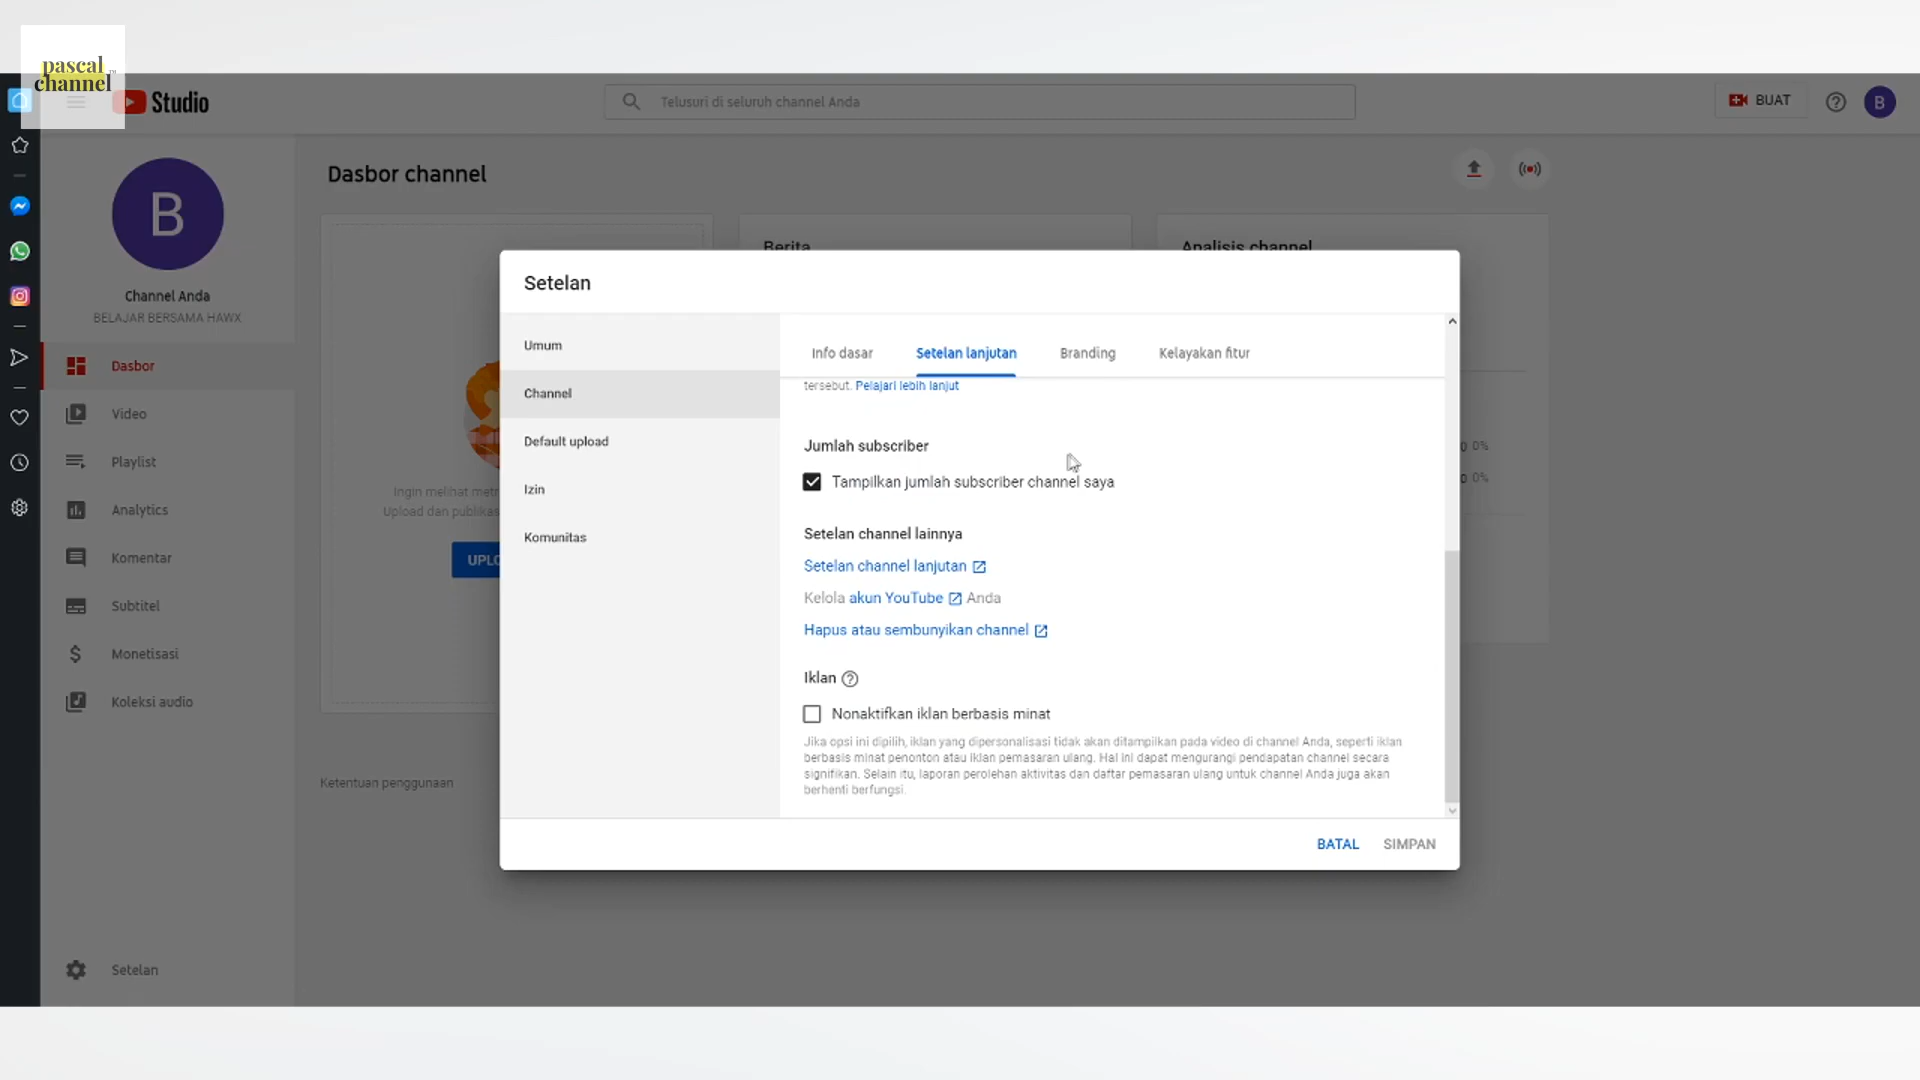 pascal
channel
Studio
Telusuri di seluruh channel Anda
BUAT
B
B
Channel Anda
BELAJAR BERSAMA HAWX
Dasbor
Video
Playlist
Analytics
Komentar
Subtitel
Monetisasi
Koleksi audio
Setelan
Dasbor channel
Berita
Analisis channel
Ingin melihat
Upload dan
0%
0%
Ketentuan penggunaan
Setelan
Umum
Channel
Default upload
Izin
Komunitas
Info dasar
Setelan lanjutan
Branding
Kelayakan fitur
tersebut. Pelajari lebih lanjut
Jumlah subscriber
Tampilkan jumlah subscriber channel saya
Setelan channel lainnya
Setelan channel lanjutan
Kelola akun YouTube Anda
Hapus atau sembunyikan channel
Iklan
Nonaktifkan iklan berbasis minat
Jika opsi ini dipilih, iklan yang dipersonalisasi tidak akan ditampilkan pada video di channel Anda, seperti iklan
berbasis minat penonton atau iklan pemasaran ulang. Hal ini dapat mengurangi pendapatan channel secara
signifikan. Selain itu, laporan perolehan aktivitas dan daftar pemasaran ulang untuk channel Anda juga akan
berhenti berfungsi.
BATAL
SIMPAN